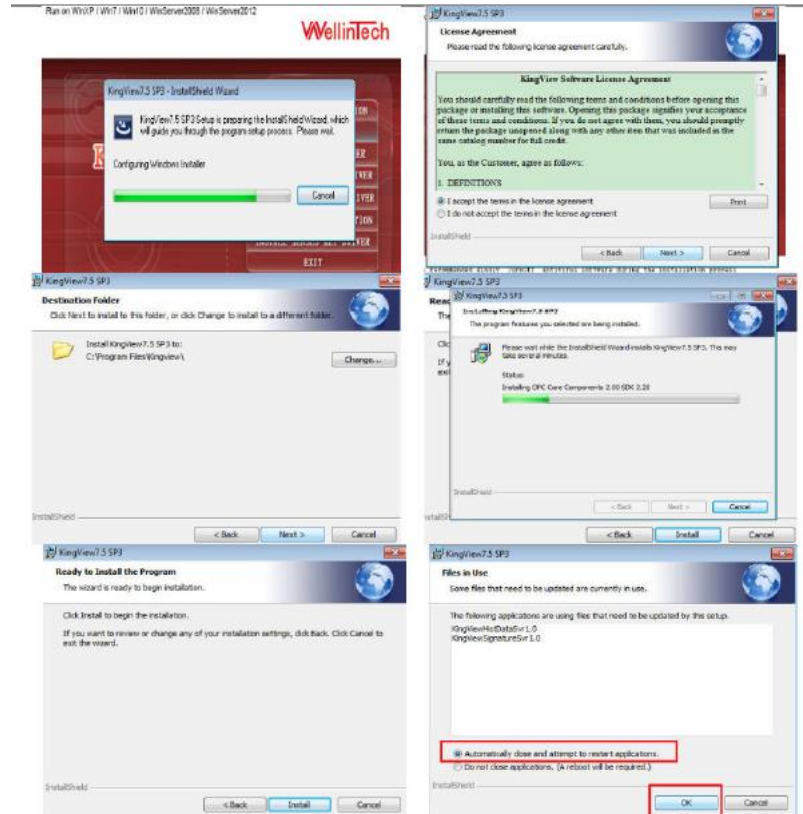 Run on WinXP / Win7 / Win10 / WinServer2008 / WinServer2012
WellinTech
KingView7.5 SP3 - InstallShield Wizard
KingView7.5 SP3 Setup is preparing the InstallShield Wizard, which
will guide you through the program setup process. Please wait.
Configuring Windows Installer
Cancel
EXIT
KingView7.5 SP3
License Agreement
Please read the following license agreement carefully.
KingView Software License Agreement
You should carefully read the following terms and conditions before opening this
package or installing this software. Opening this package signifies your acceptance
of these terms and conditions. If you do not agree with them, you should promptly
return the package unopened along with any other item that was included in the
same catalog number for full credit.
You, as the Customer, agree as follows:
1. DEFINITIONS
I accept the terms in the license agreement
Print
I do not accept the terms in the license agreement
InstallShield
< Back
Next >
Cancel
KingView7.5 SP3
Destination Folder
Click Next to install to this folder, or click Change to install to a different folder.
Install KingView7.5 SP3 to:
C:\Program Files\Kingview\
Change...
InstallShield
< Back
Next >
Cancel
KingView7.5 SP3
KingView7.5 SP3
Installing KingView7.5 SP3
The program features you selected are being installed.
Please wait while the InstallShield Wizard installs KingView7.5 SP3. This may
take several minutes.
Status:
Installing OPC Core Components 2.00 SDK 2.20
InstallShield
< Back
Next >
Cancel
< Back
Install
Cancel
KingView7.5 SP3
Ready to Install the Program
The wizard is ready to begin installation.
Click Install to begin the installation.
If you want to review or change any of your installation settings, click Back. Click Cancel to
exit the wizard.
InstallShield
< Back
Install
Cancel
KingView7.5 SP3
Files in Use
Some files that need to be updated are currently in use.
The following applications are using files that need to be updated by this setup.
KingViewHistDataSvr1.0
KingViewSignatureSvr1.0
Automatically close and attempt to restart applications.
Do not close applications. (A reboot will be required.)
InstallShield
OK
Cancel